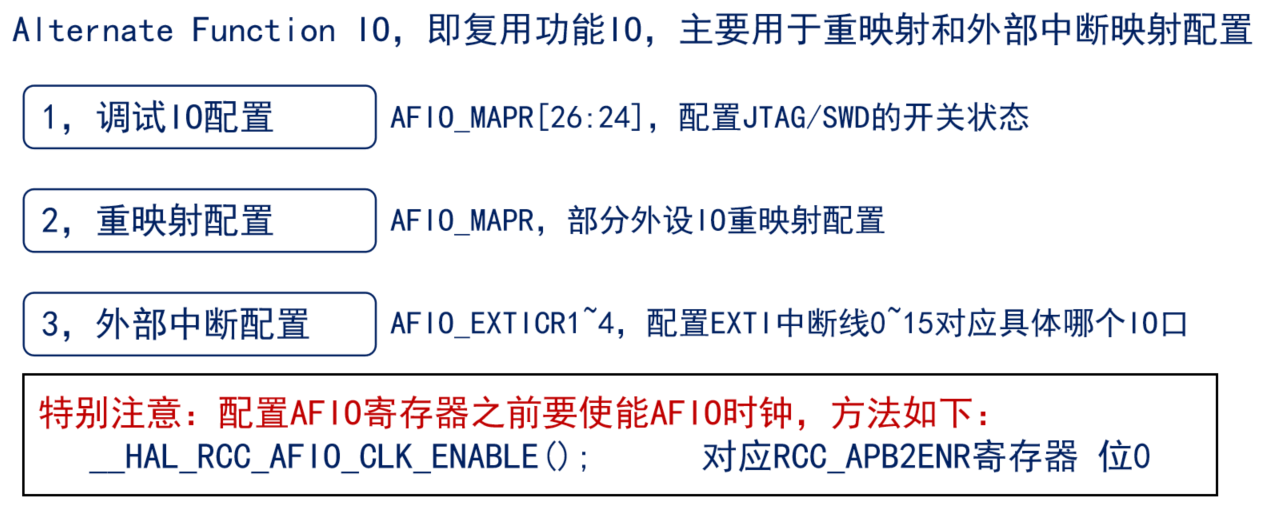 Alternate Function IO，即复用功能IO，主要用于重映射和外部中断映射配置
1，调试IO配置
AFIO_MAPR[26:24]，配置JTAG/SWD的开关状态
2，重映射配置
AFIO_MAPR，部分外设IO重映射配置
3，外部中断配置
AFIO_EXTICR1~4，配置EXTI中断线0~15对应具体哪个IO口
特别注意：配置AFIO寄存器之前要使能AFIO时钟，方法如下：
__HAL_RCC_AFIO_CLK_ENABLE(); 对应RCC_APB2ENR寄存器 位0